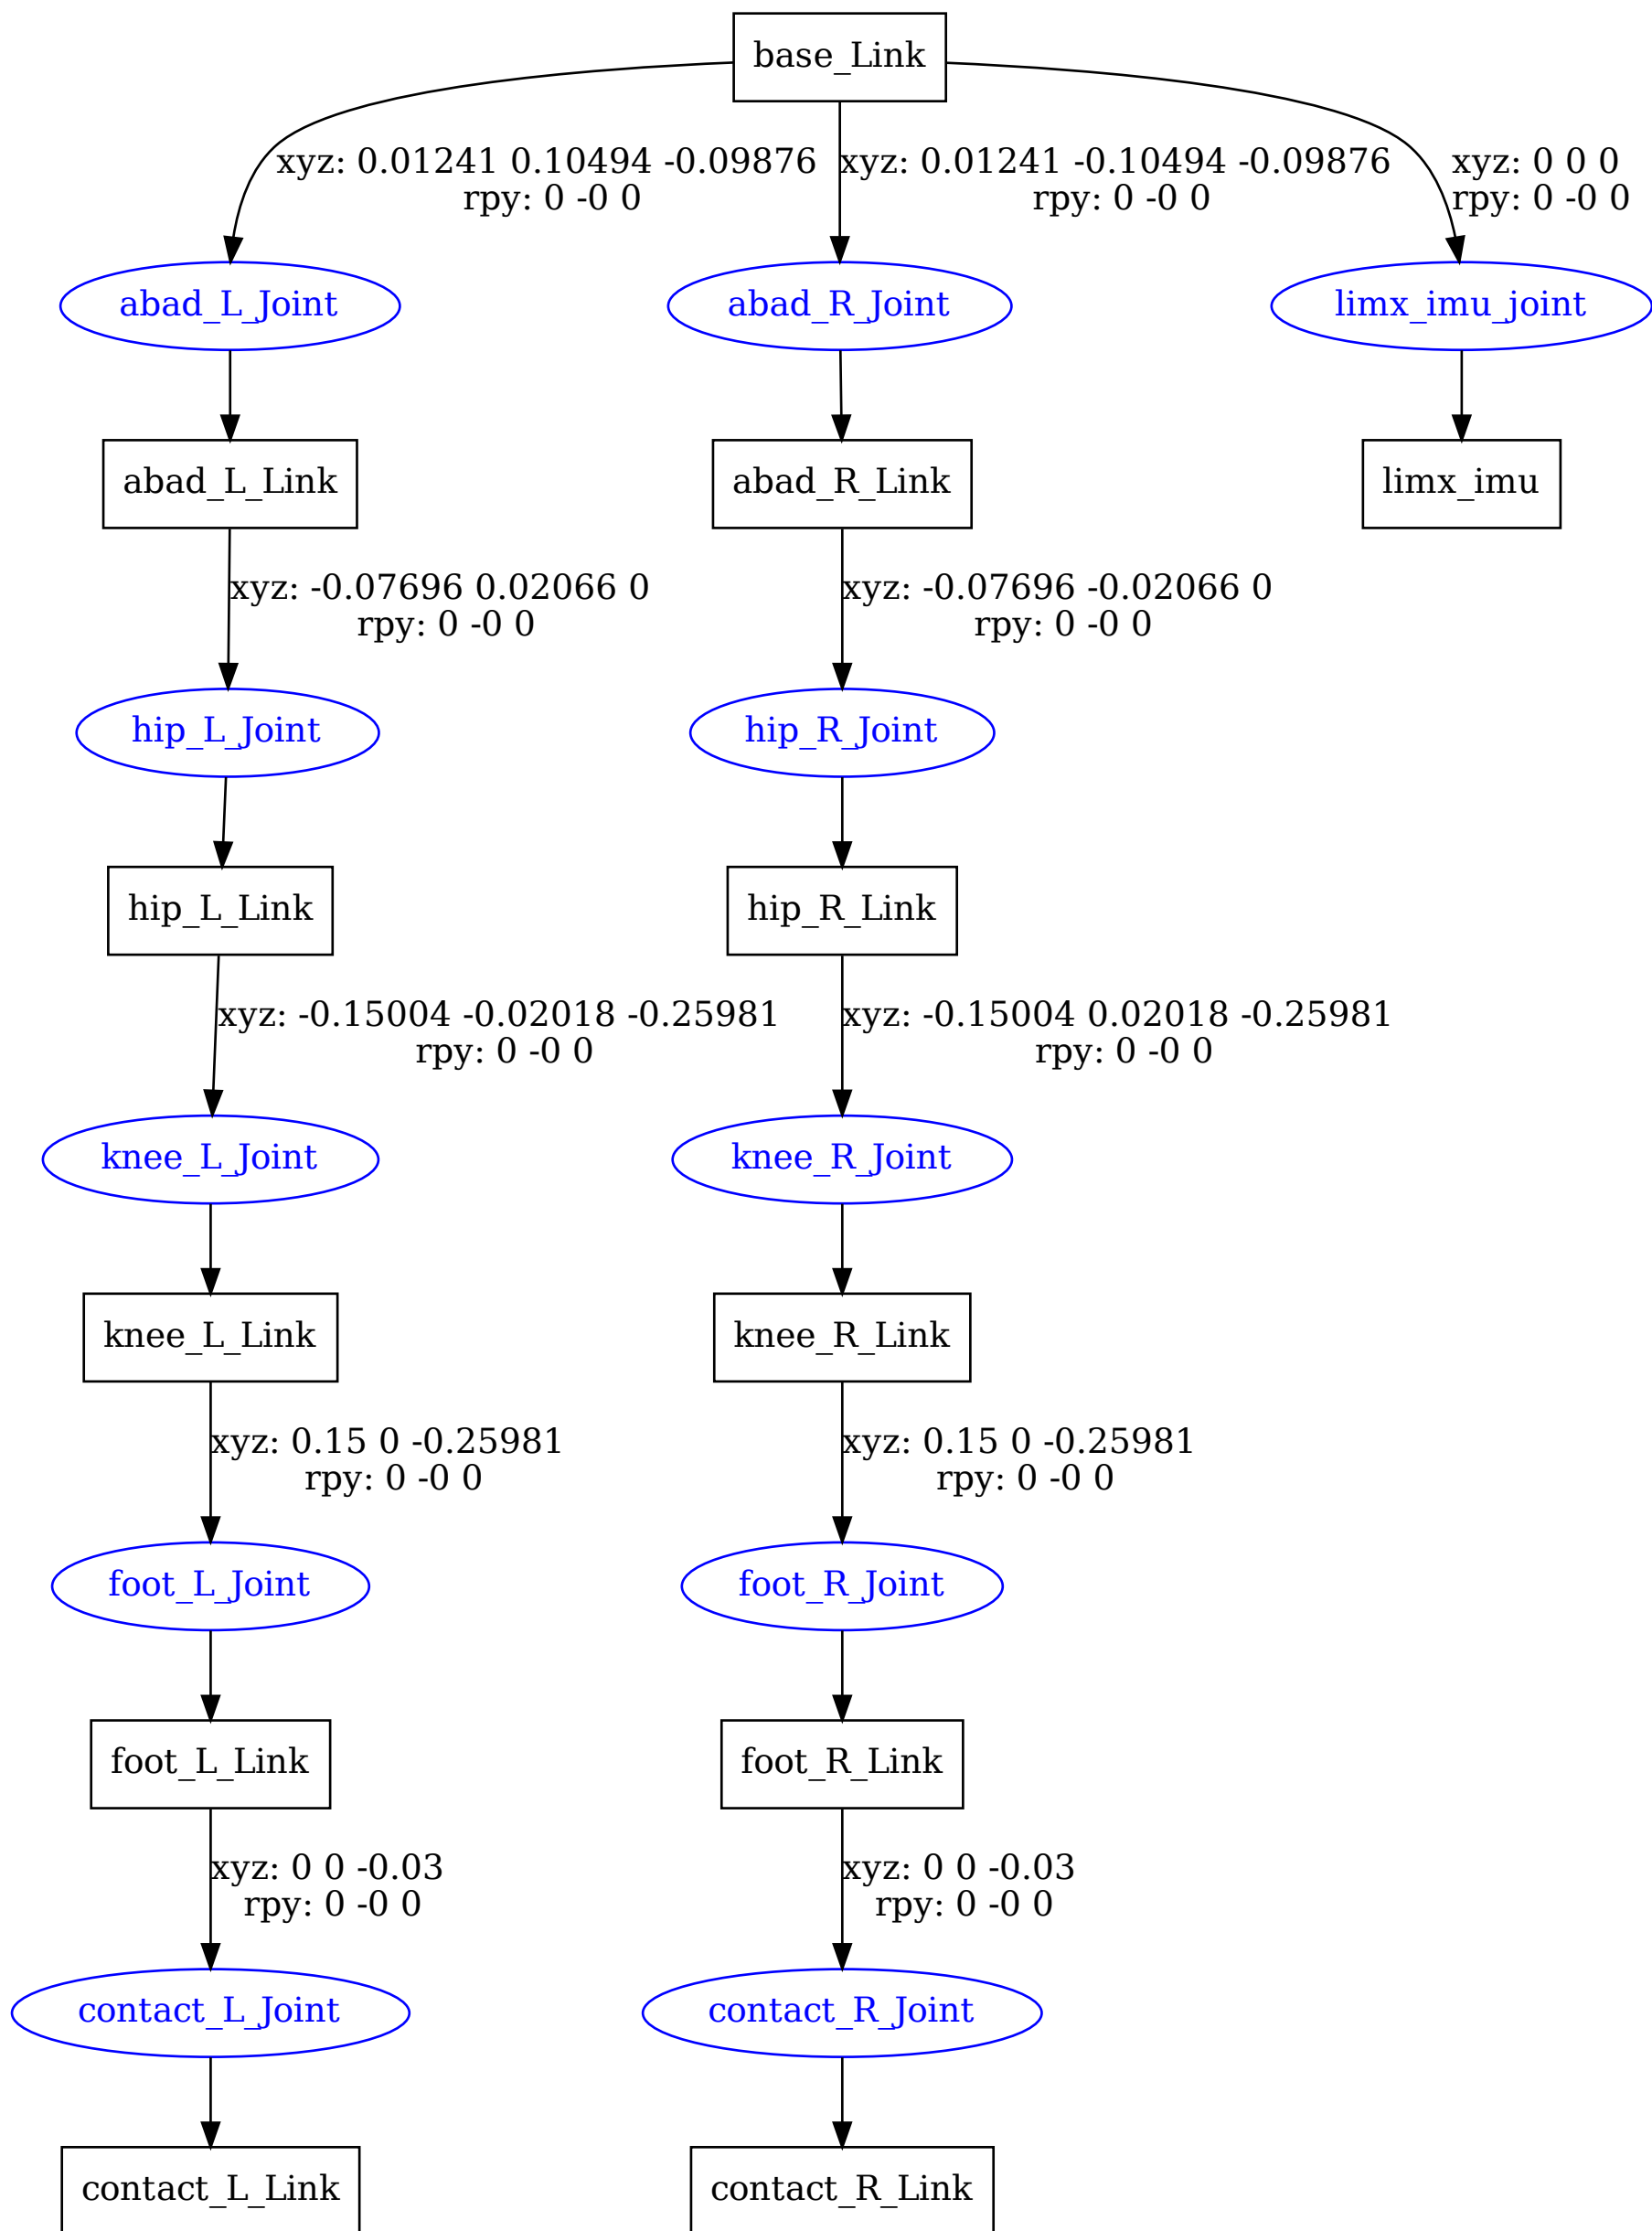 base_Link
xyz: 0.01241 0.10494 -0.09876
rpy: 0 -0 0
xyz: 0.01241 -0.10494 -0.09876
rpy: 0 -0 0
xyz: 0 0 0
rpy: 0 -0 0
abad_L_Joint
abad_R_Joint
limx_imu_joint
abad_L_Link
abad_R_Link
limx_imu
xyz: -0.07696 0.02066 0
rpy: 0 -0 0
xyz: -0.07696 -0.02066 0
rpy: 0 -0 0
hip_L_Joint
hip_R_Joint
hip_L_Link
hip_R_Link
xyz: -0.15004 -0.02018 -0.25981
rpy: 0 -0 0
xyz: -0.15004 0.02018 -0.25981
rpy: 0 -0 0
knee_L_Joint
knee_R_Joint
knee_L_Link
knee_R_Link
xyz: 0.15 0 -0.25981
rpy: 0 -0 0
xyz: 0.15 0 -0.25981
rpy: 0 -0 0
foot_L_Joint
foot_R_Joint
foot_L_Link
foot_R_Link
xyz: 0 0 -0.03
rpy: 0 -0 0
xyz: 0 0 -0.03
rpy: 0 -0 0
contact_L_Joint
contact_R_Joint
contact_L_Link
contact_R_Link